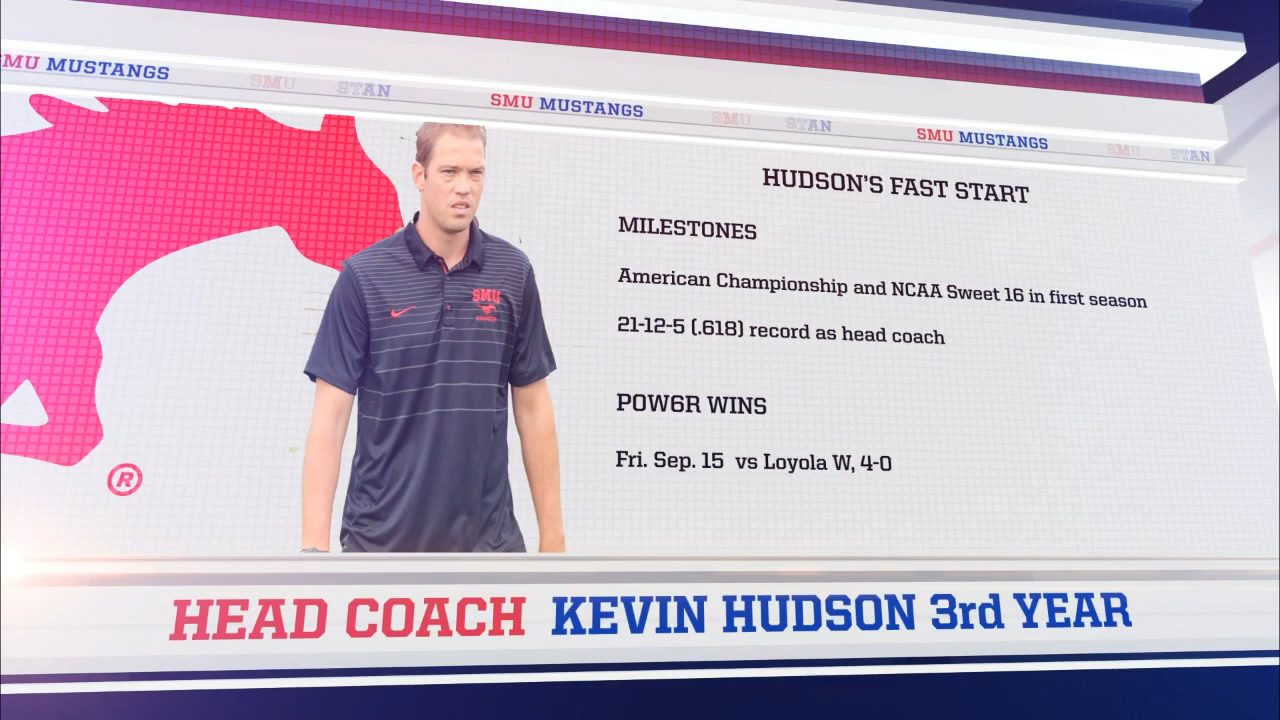 MU MUSTANGS SMU STAN SMU MUSTANGS SMU STAN SMU MUSTANGS SMU STAN
HUDSON'S FAST START
MILESTONES
SMU
American Championship and NCAA Sweet 16 in first season
21-12-5 (.618) record as head coach
POW6R WINS
Fri. Sep. 15 vs Loyola W, 4-0
®
HEAD COACH KEVIN HUDSON 3rd YEAR